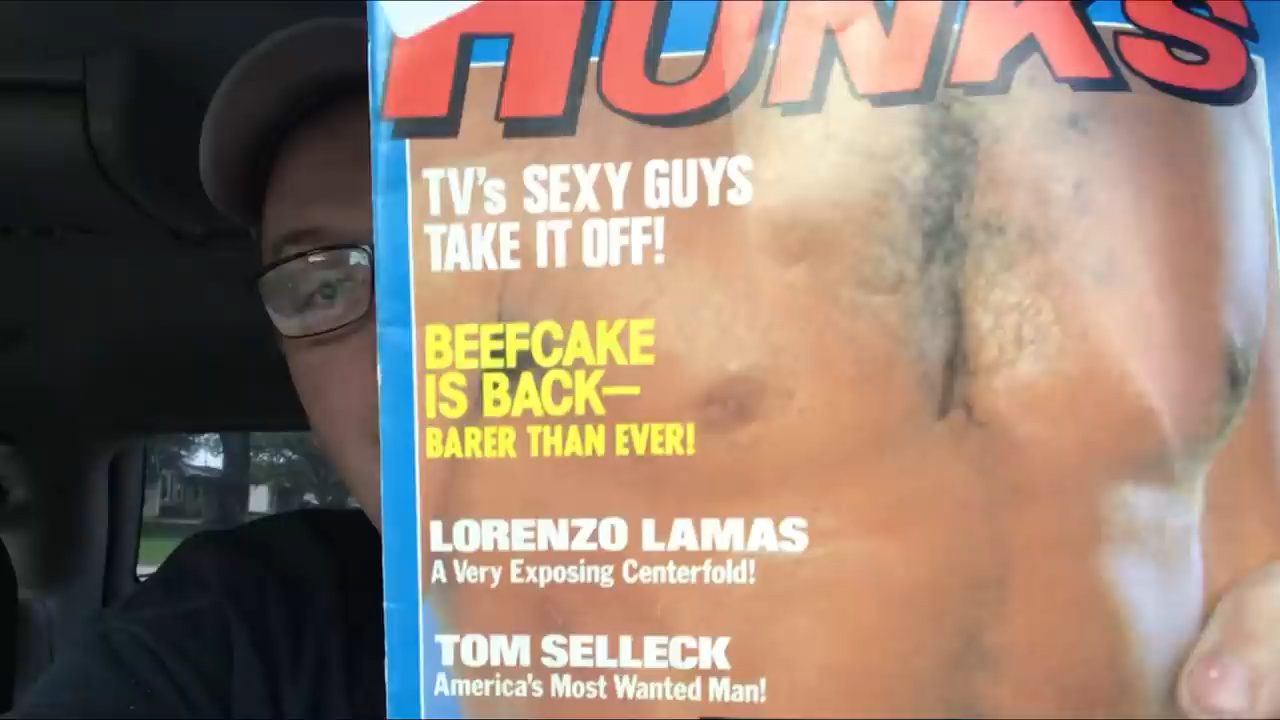 HUNKS
TV's SEXY GUYS
TAKE IT OFF!
BEEFCAKE
IS BACK—
BARER THAN EVER!
LORENZO LAMAS
A Very Exposing Centerfold!
TOM SELLECK
America's Most Wanted Man!